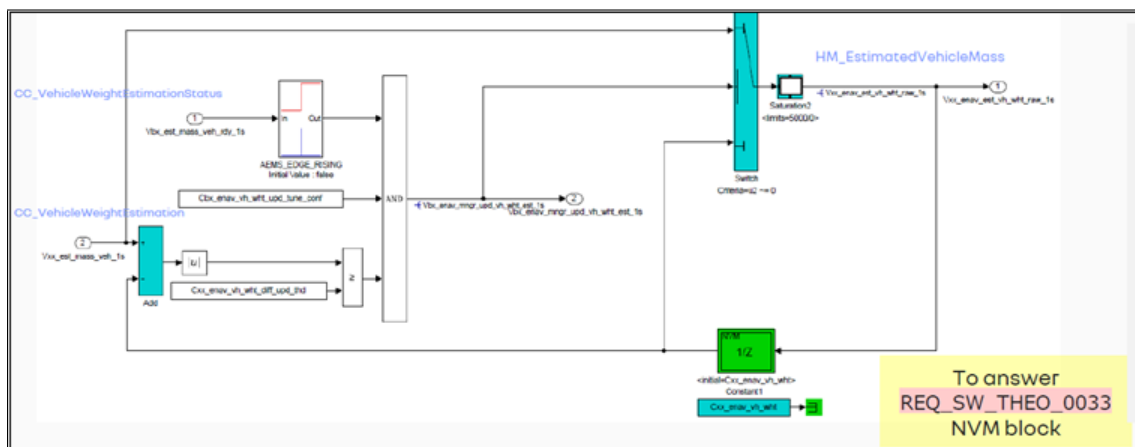 HM_EstimatedVehicleMass
CC_VehicleWeightEstimationStatus
1
Vbx_est_mass_veh_rdy_1s
In
Out
AEMS_EDGE_RISING
Initial Value : false
Saturation2
<limits=5000/0>
Vxx_enav_est_vh_wht_raw_1s
1
Vxx_enav_est_vh_wht_raw_1s
Switch
Criteria=u2 ~= 0
Cbx_enav_vh_wht_upd_tune_conf
AND
Vbx_enav_mngr_upd_vh_wht_est_1s
2
Vbx_enav_mngr_upd_vh_wht_est_1s
CC_VehicleWeightEstimation
2
Vxx_est_mass_veh_1s
+
-
Add
|u|
Cxx_enav_vh_wht_diff_upd_thd
NVM
1/Z
<initial=Cxx_enav_vh_wht>
Constant1
Cxx_enav_vh_wht
To answer
REQ_SW_THEO_0033
NVM block